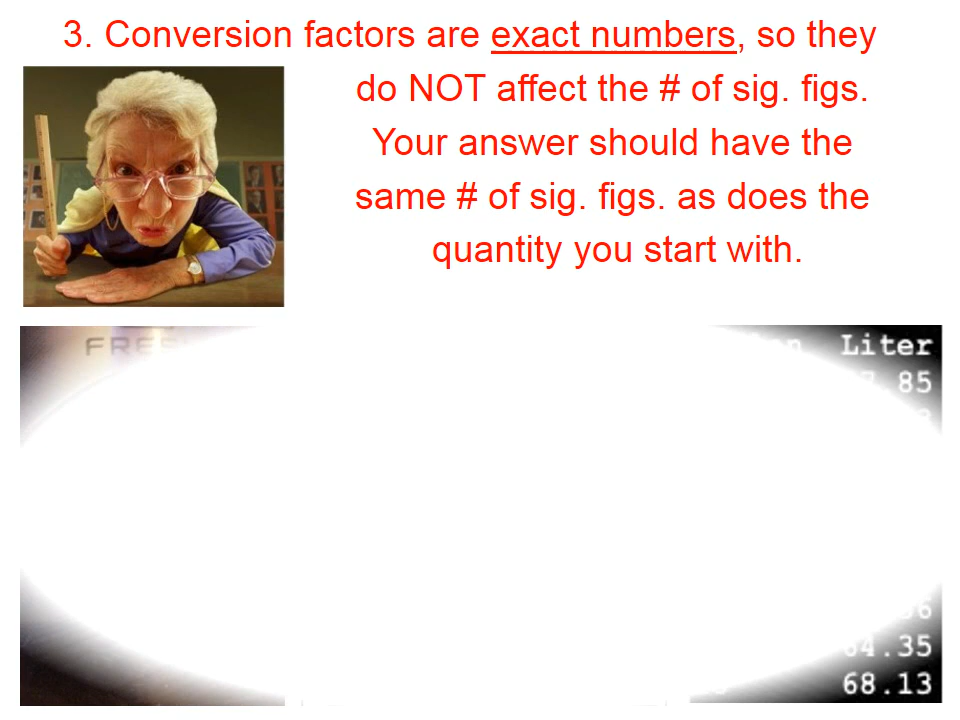 3. Conversion factors are exact numbers, so they
do NOT affect the # of sig. figs.
Your answer should have the
same # of sig. figs. as does the
quantity you start with.
Liter
64.35
68.13